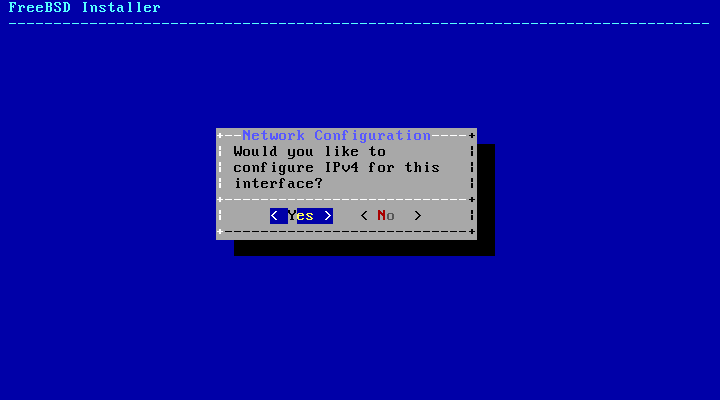 FreeBSD Installer
Network Configuration
Would you like to
configure IPv4 for this
interface?
< Yes > < No >